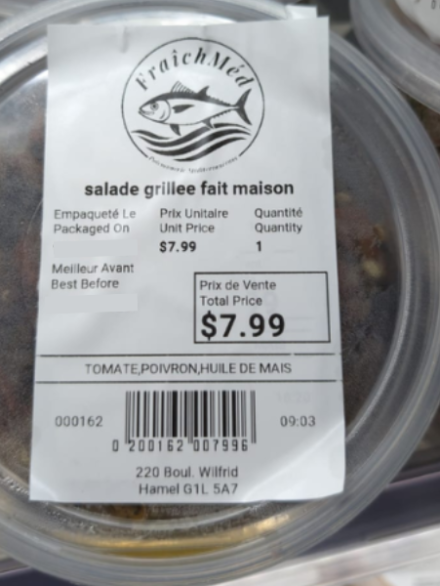 FraîchMéd
salade grillee fait maison
Empaqueté Le Prix Unitaire Quantité
Packaged On Unit Price Quantity
$7.99 1
Meilleur Avant
Best Before
Prix de Vente
Total Price
$7.99
TOMATE,POIVRON,HUILE DE MAIS
000162 09:03
0 200162 007996
220 Boul. Wilfrid
Hamel G1L 5A7